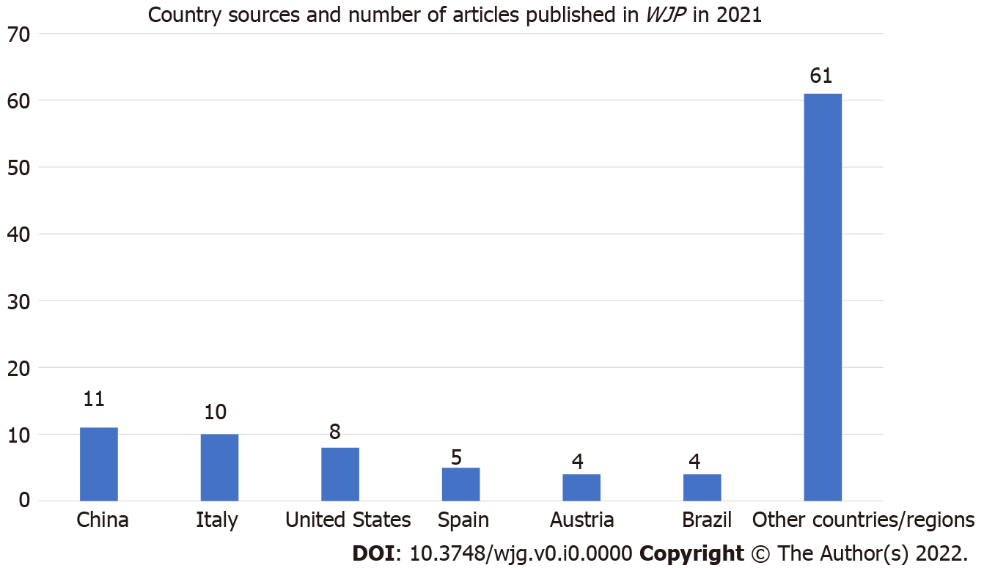 Country sources and number of articles published in WJP in 2021
70
60
50
40
30
20
10
0
11
10
8
5
4
4
61
China
Italy
United States
Spain
Austria
Brazil
Other countries/regions
DOI: 10.3748/wjg.v0.i0.0000 Copyright © The Author(s) 2022.